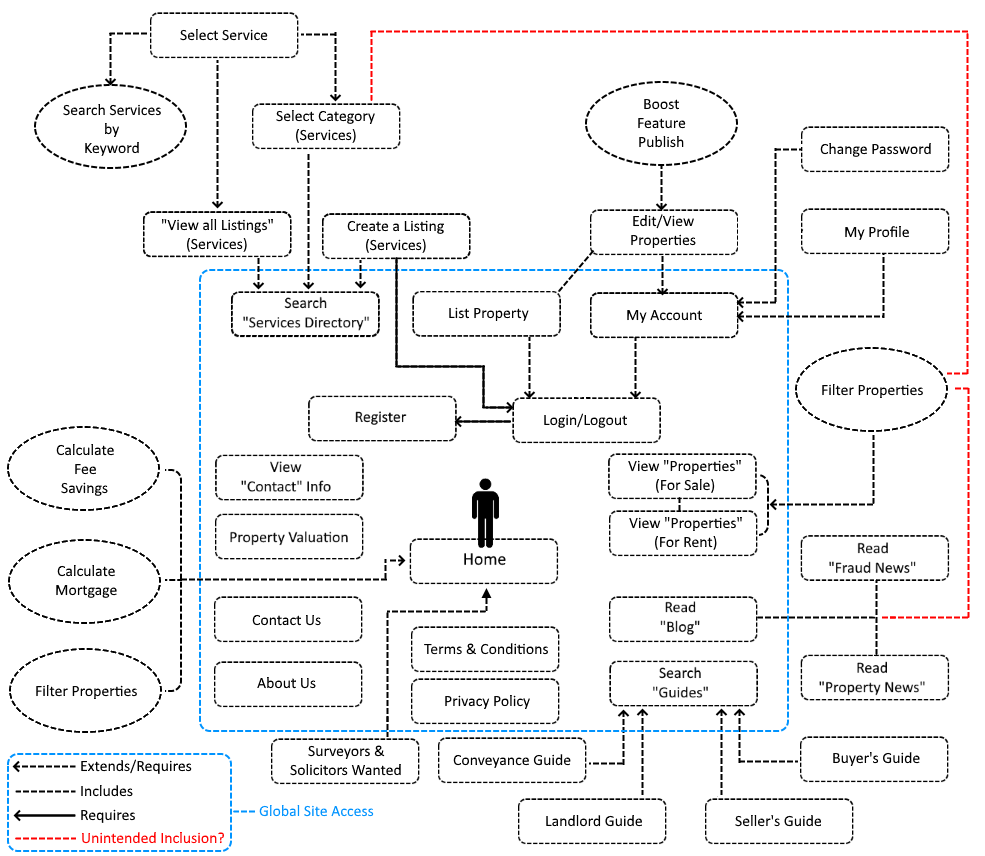 Select Service
Search Services
by
Keyword
Select Category
(Services)
Boost
Feature
Publish
Change Password
"View all Listings"
(Services)
Create a Listing
(Services)
Edit/View
Properties
My Profile
Search
"Services Directory"
List Property
My Account
Filter Properties
Register
Login/Logout
Calculate
Fee
Savings
View
"Contact" Info
View "Properties"
(For Sale)
Property Valuation
View "Properties"
(For Rent)
Home
Read
"Fraud News"
Calculate
Mortgage
Contact Us
Read
"Blog"
Terms & Conditions
Filter Properties
About Us
Privacy Policy
Search
"Guides"
Read
"Property News"
Surveyors &
Solicitors Wanted
Conveyance Guide
Buyer's Guide
Landlord Guide
Seller's Guide
Extends/Requires
Includes
Requires
Unintended Inclusion?
Global Site Access